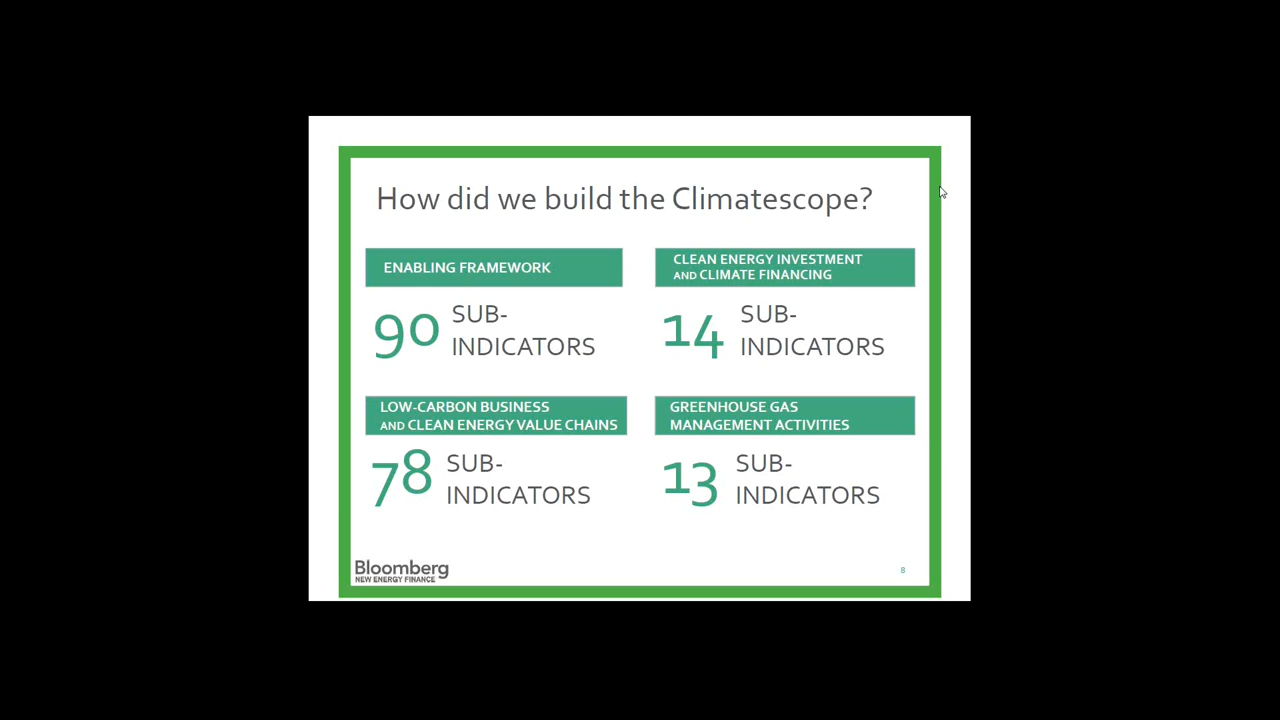 How did we build the Climatescope?
ENABLING FRAMEWORK
90 SUB-
INDICATORS
CLEAN ENERGY INVESTMENT
AND CLIMATE FINANCING
14 SUB-
INDICATORS
LOW-CARBON BUSINESS
AND CLEAN ENERGY VALUE CHAINS
78 SUB-
INDICATORS
GREENHOUSE GAS
MANAGEMENT ACTIVITIES
13 SUB-
INDICATORS
Bloomberg
NEW ENERGY FINANCE
8